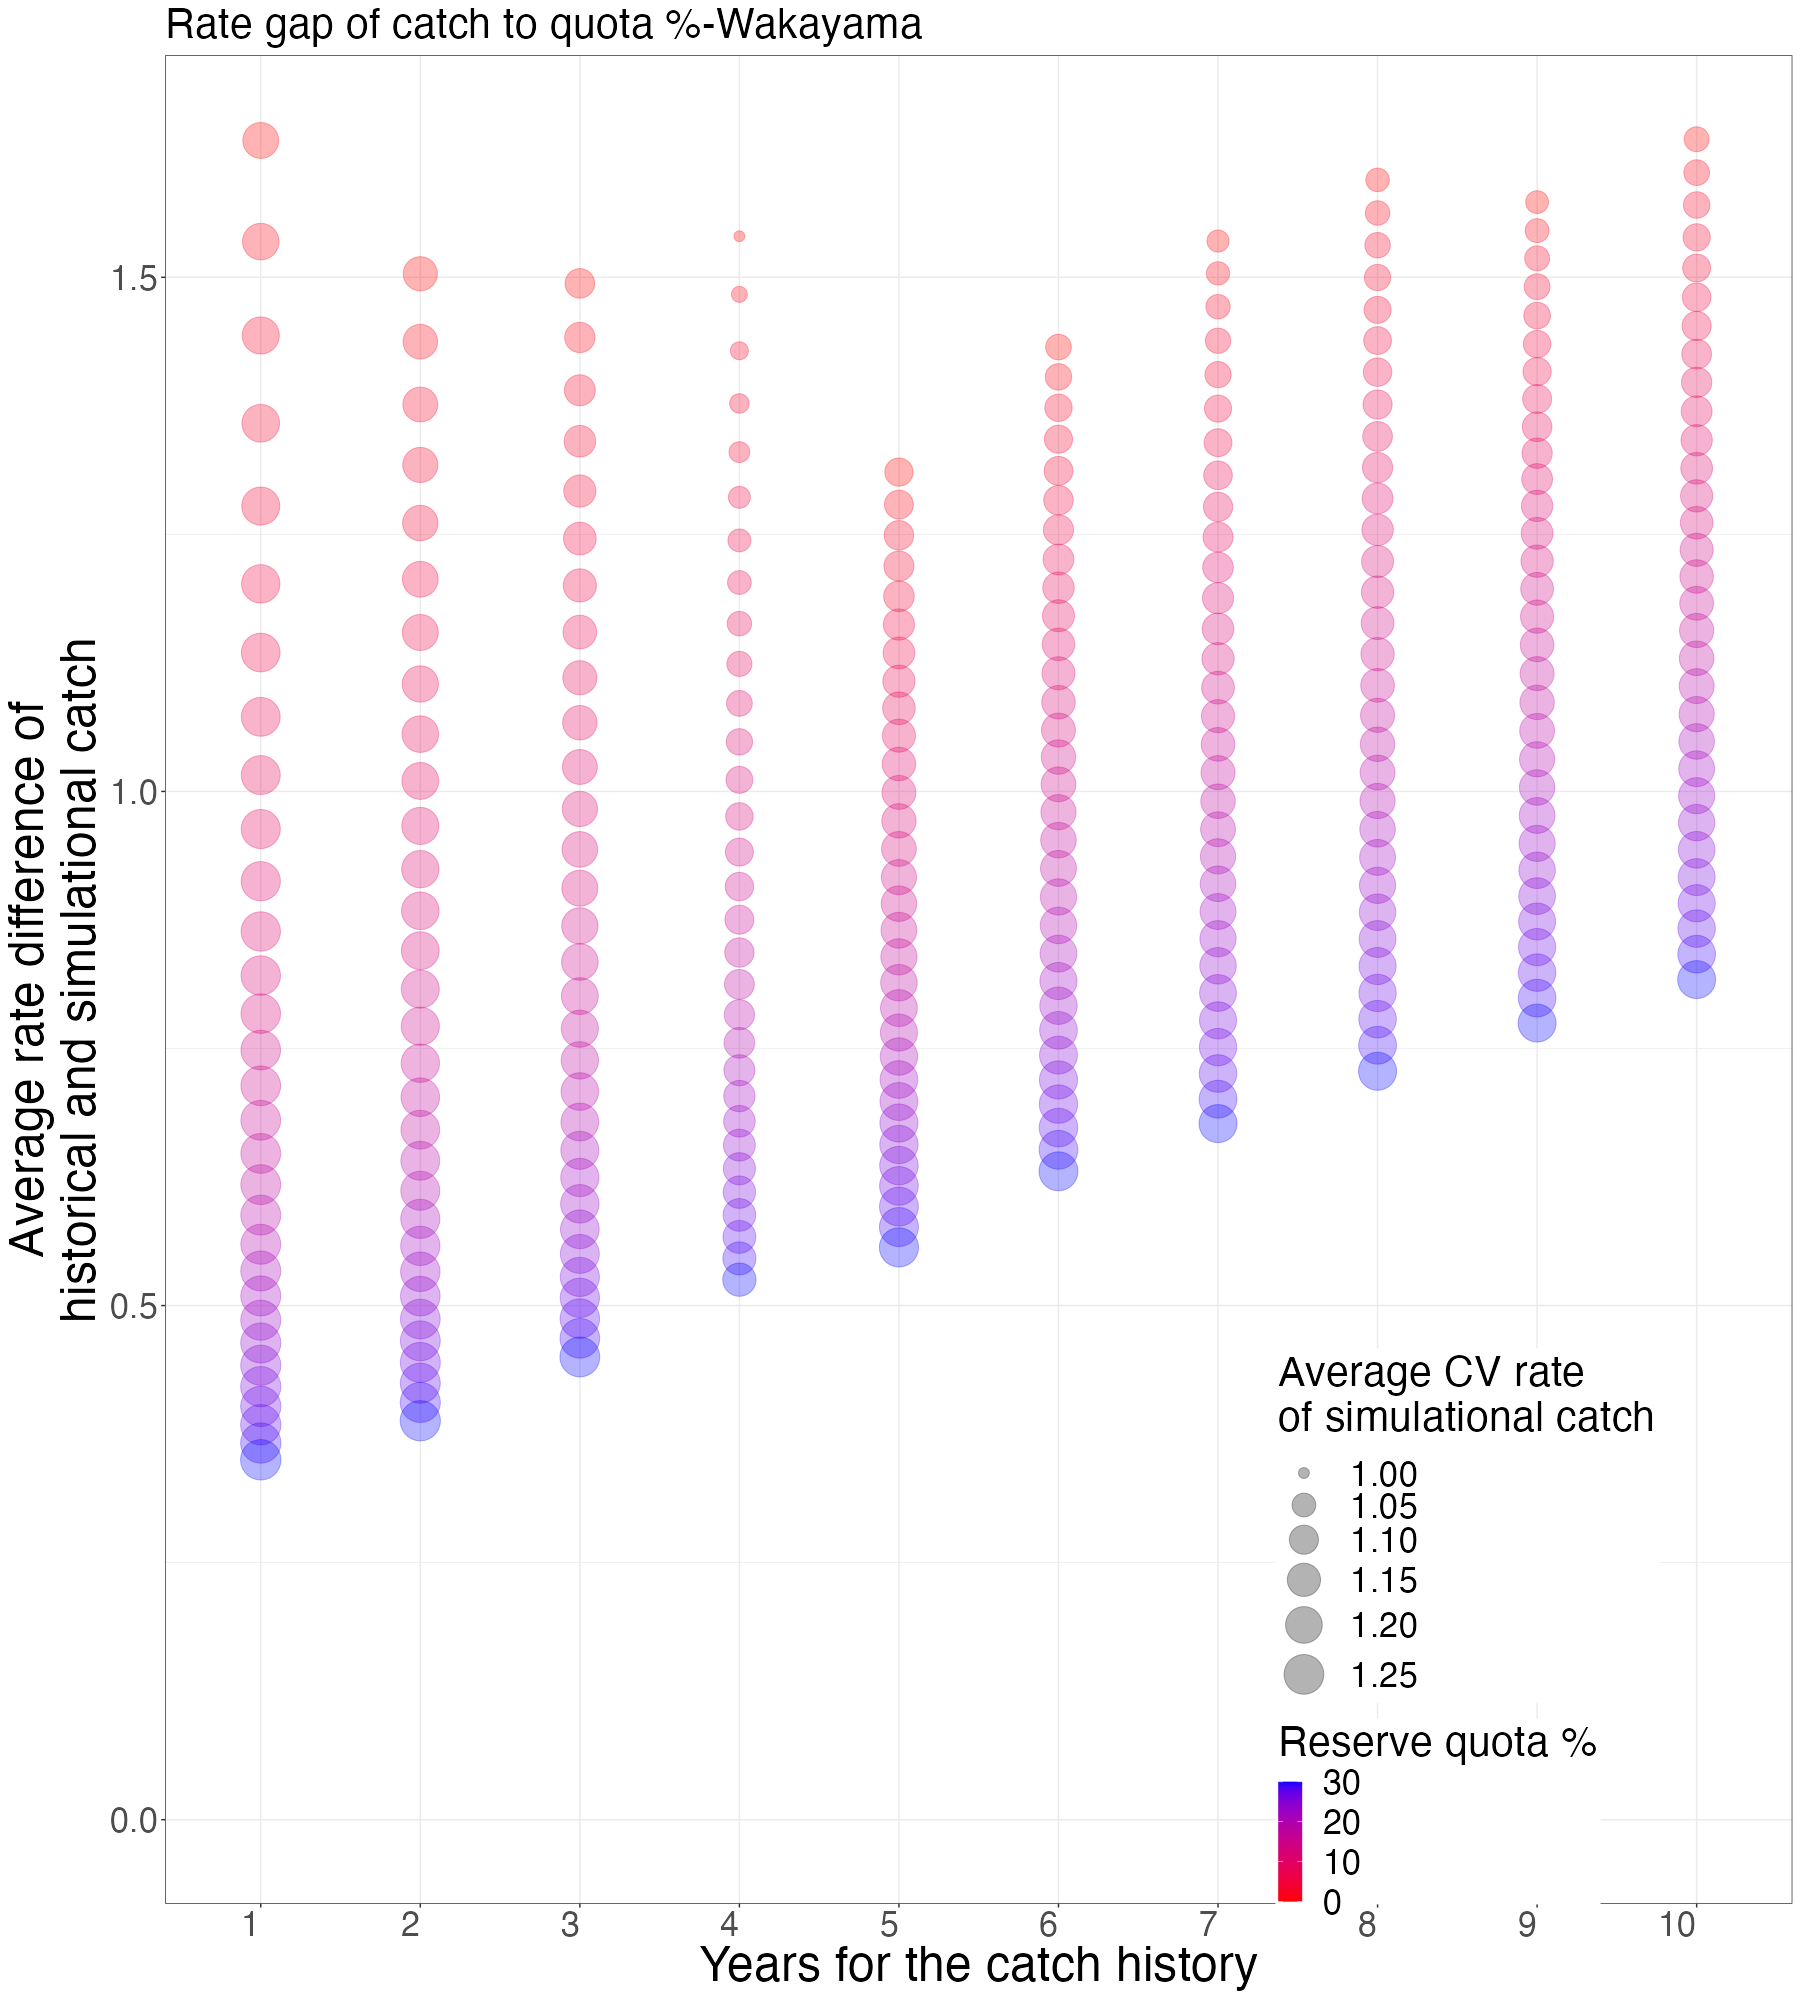 Rate gap of catch to quota %-Wakayama
Average rate difference of
historical and simulational catch
1.5
1.0
0.5
0.0
Average CV rate
of simulational catch
1.00
1.05
1.10
1.15
1.20
1.25
Reserve quota %
30
20
10
0
1 2 3 4 5 6 7 8 9 10
Years for the catch history